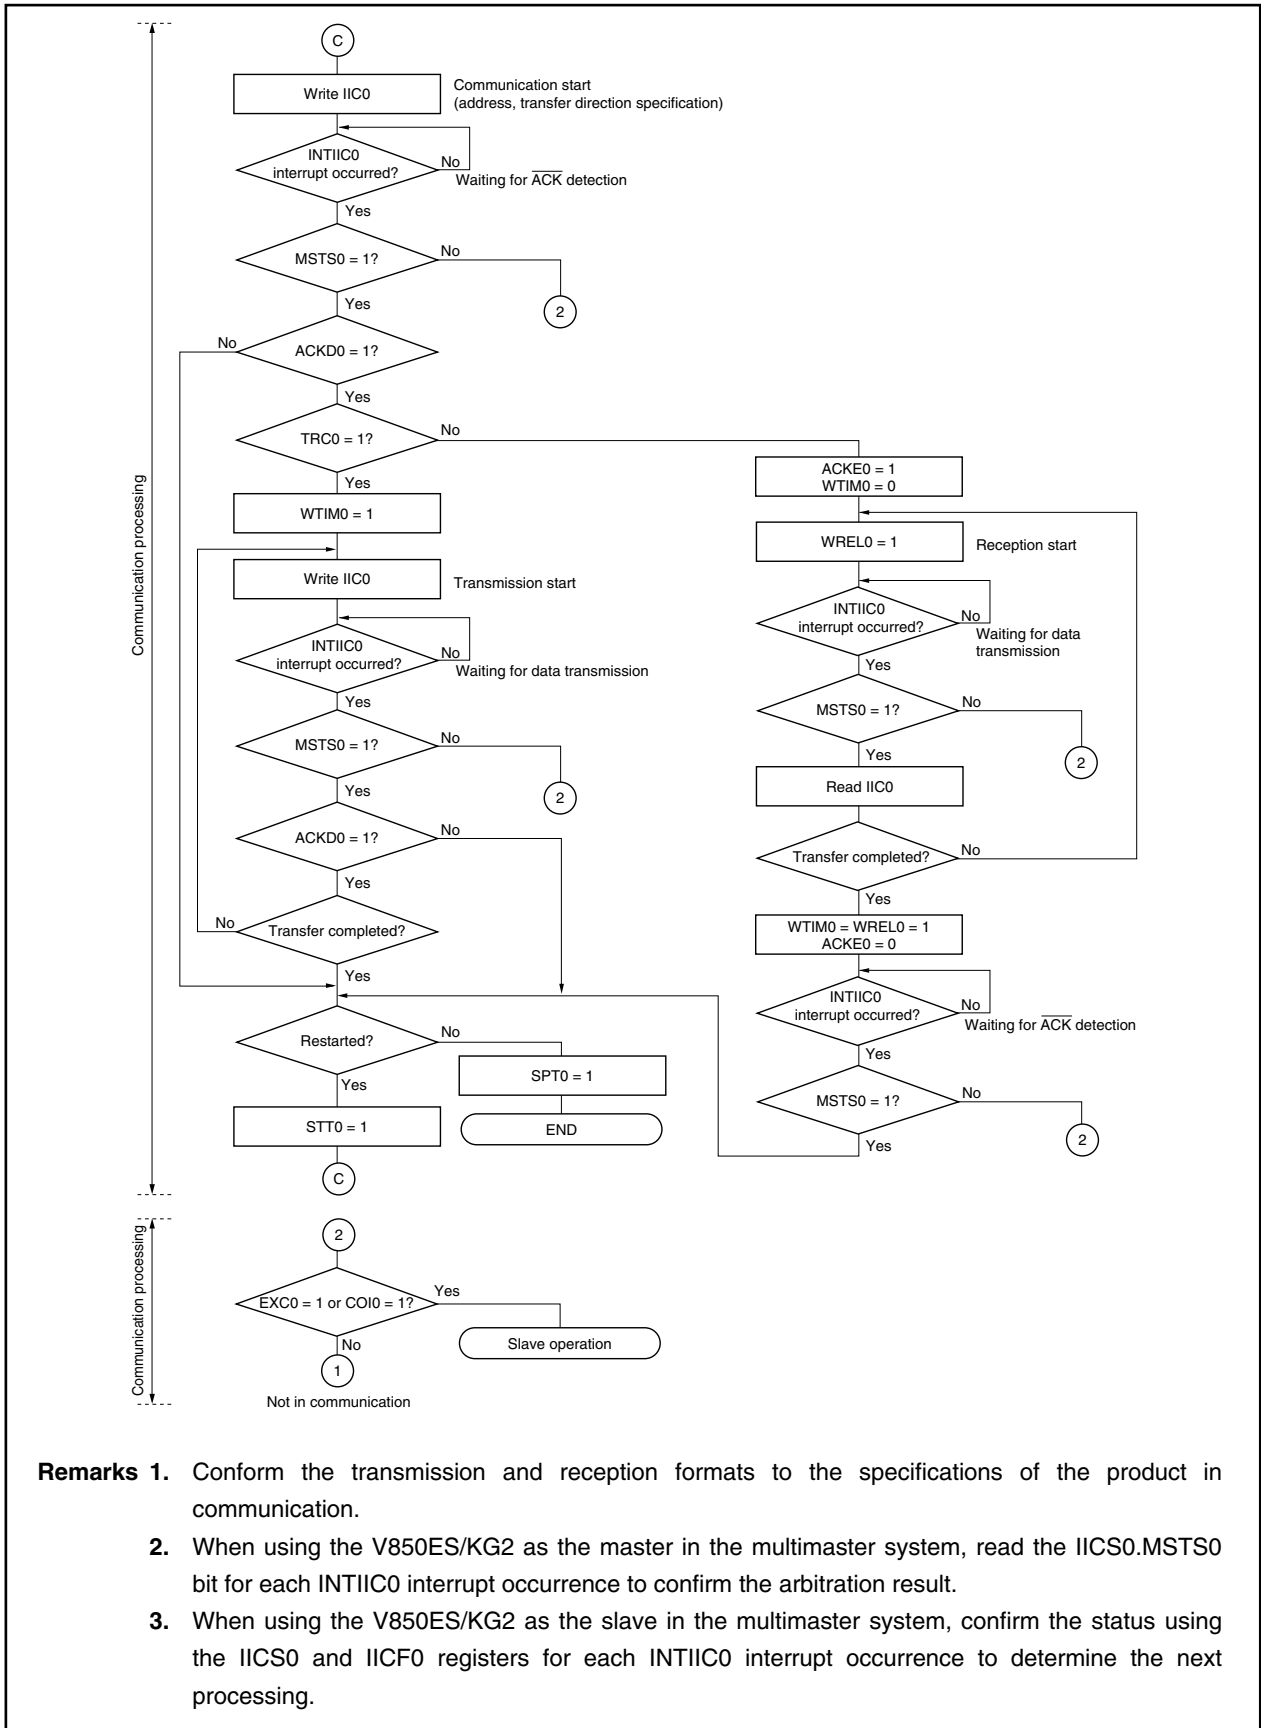 C
Write IIC0
Communication start
(address, transfer direction specification)
INTIIC0
interrupt occurred?
No
Waiting for ACK detection
Yes
MSTS0 = 1?
No
2
Yes
ACKD0 = 1?
No
Yes
TRC0 = 1?
No
Yes
WTIM0 = 1
Write IIC0
Transmission start
INTIIC0
interrupt occurred?
No
Waiting for data transmission
Yes
MSTS0 = 1?
No
2
Yes
ACKD0 = 1?
No
Yes
Transfer completed?
No
Yes
Restarted?
No
SPT0 = 1
END
Yes
STT0 = 1
C
ACKE0 = 1
WTIM0 = 0
WREL0 = 1
Reception start
INTIIC0
interrupt occurred?
No
Waiting for data
transmission
Yes
MSTS0 = 1?
No
2
Yes
Read IIC0
Transfer completed?
No
Yes
WTIM0 = WREL0 = 1
ACKE0 = 0
INTIIC0
interrupt occurred?
No
Waiting for ACK detection
Yes
MSTS0 = 1?
No
2
Yes
Communication processing
2
EXC0 = 1 or COI0 = 1?
Yes
Slave operation
No
1
Not in communication
Communication processing
Remarks 1. Conform the transmission and reception formats to the specifications of the product in
communication.
2. When using the V850ES/KG2 as the master in the multimaster system, read the IICS0.MSTS0
bit for each INTIIC0 interrupt occurrence to confirm the arbitration result.
3. When using the V850ES/KG2 as the slave in the multimaster system, confirm the status using
the IICS0 and IICF0 registers for each INTIIC0 interrupt occurrence to determine the next
processing.